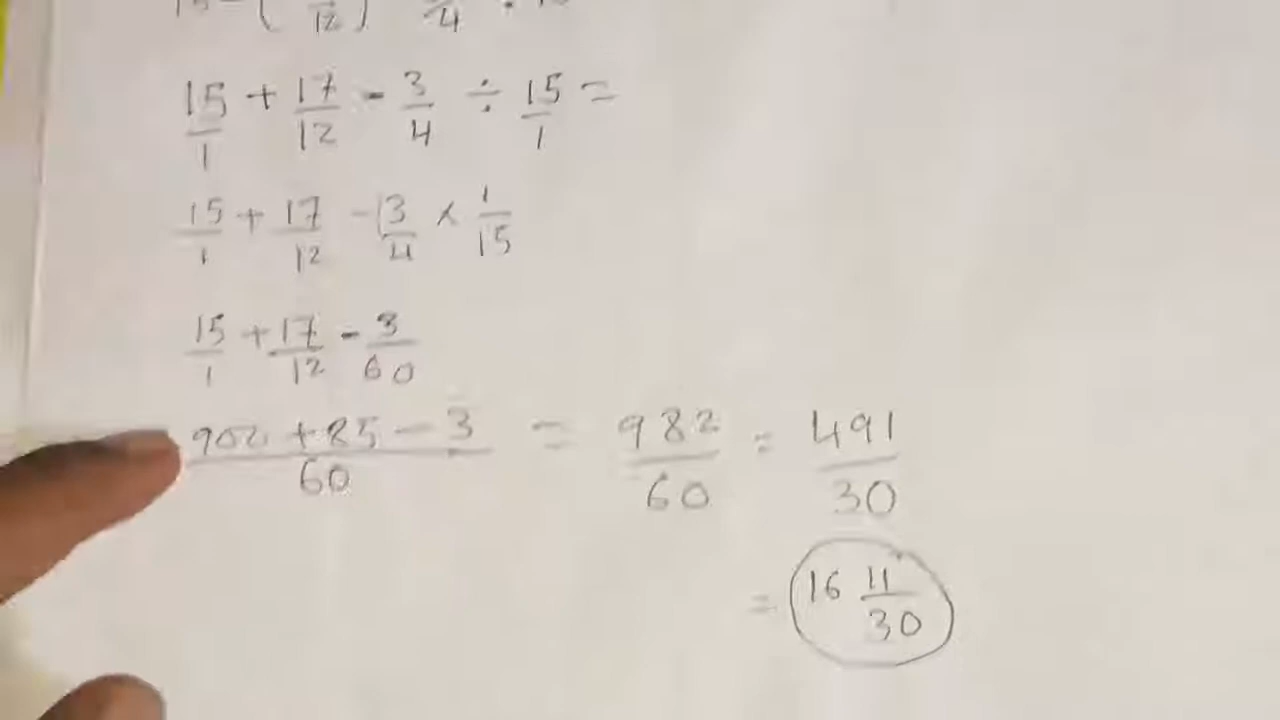 15/1 + 17/12 - 3/4 ÷ 15/1 =
15/1 + 17/12 - 3/4 × 1/15
15/1 + 17/12 - 3/60
902 + 85 - 3 / 60 = 982/60 = 491/30
= 16 11/30